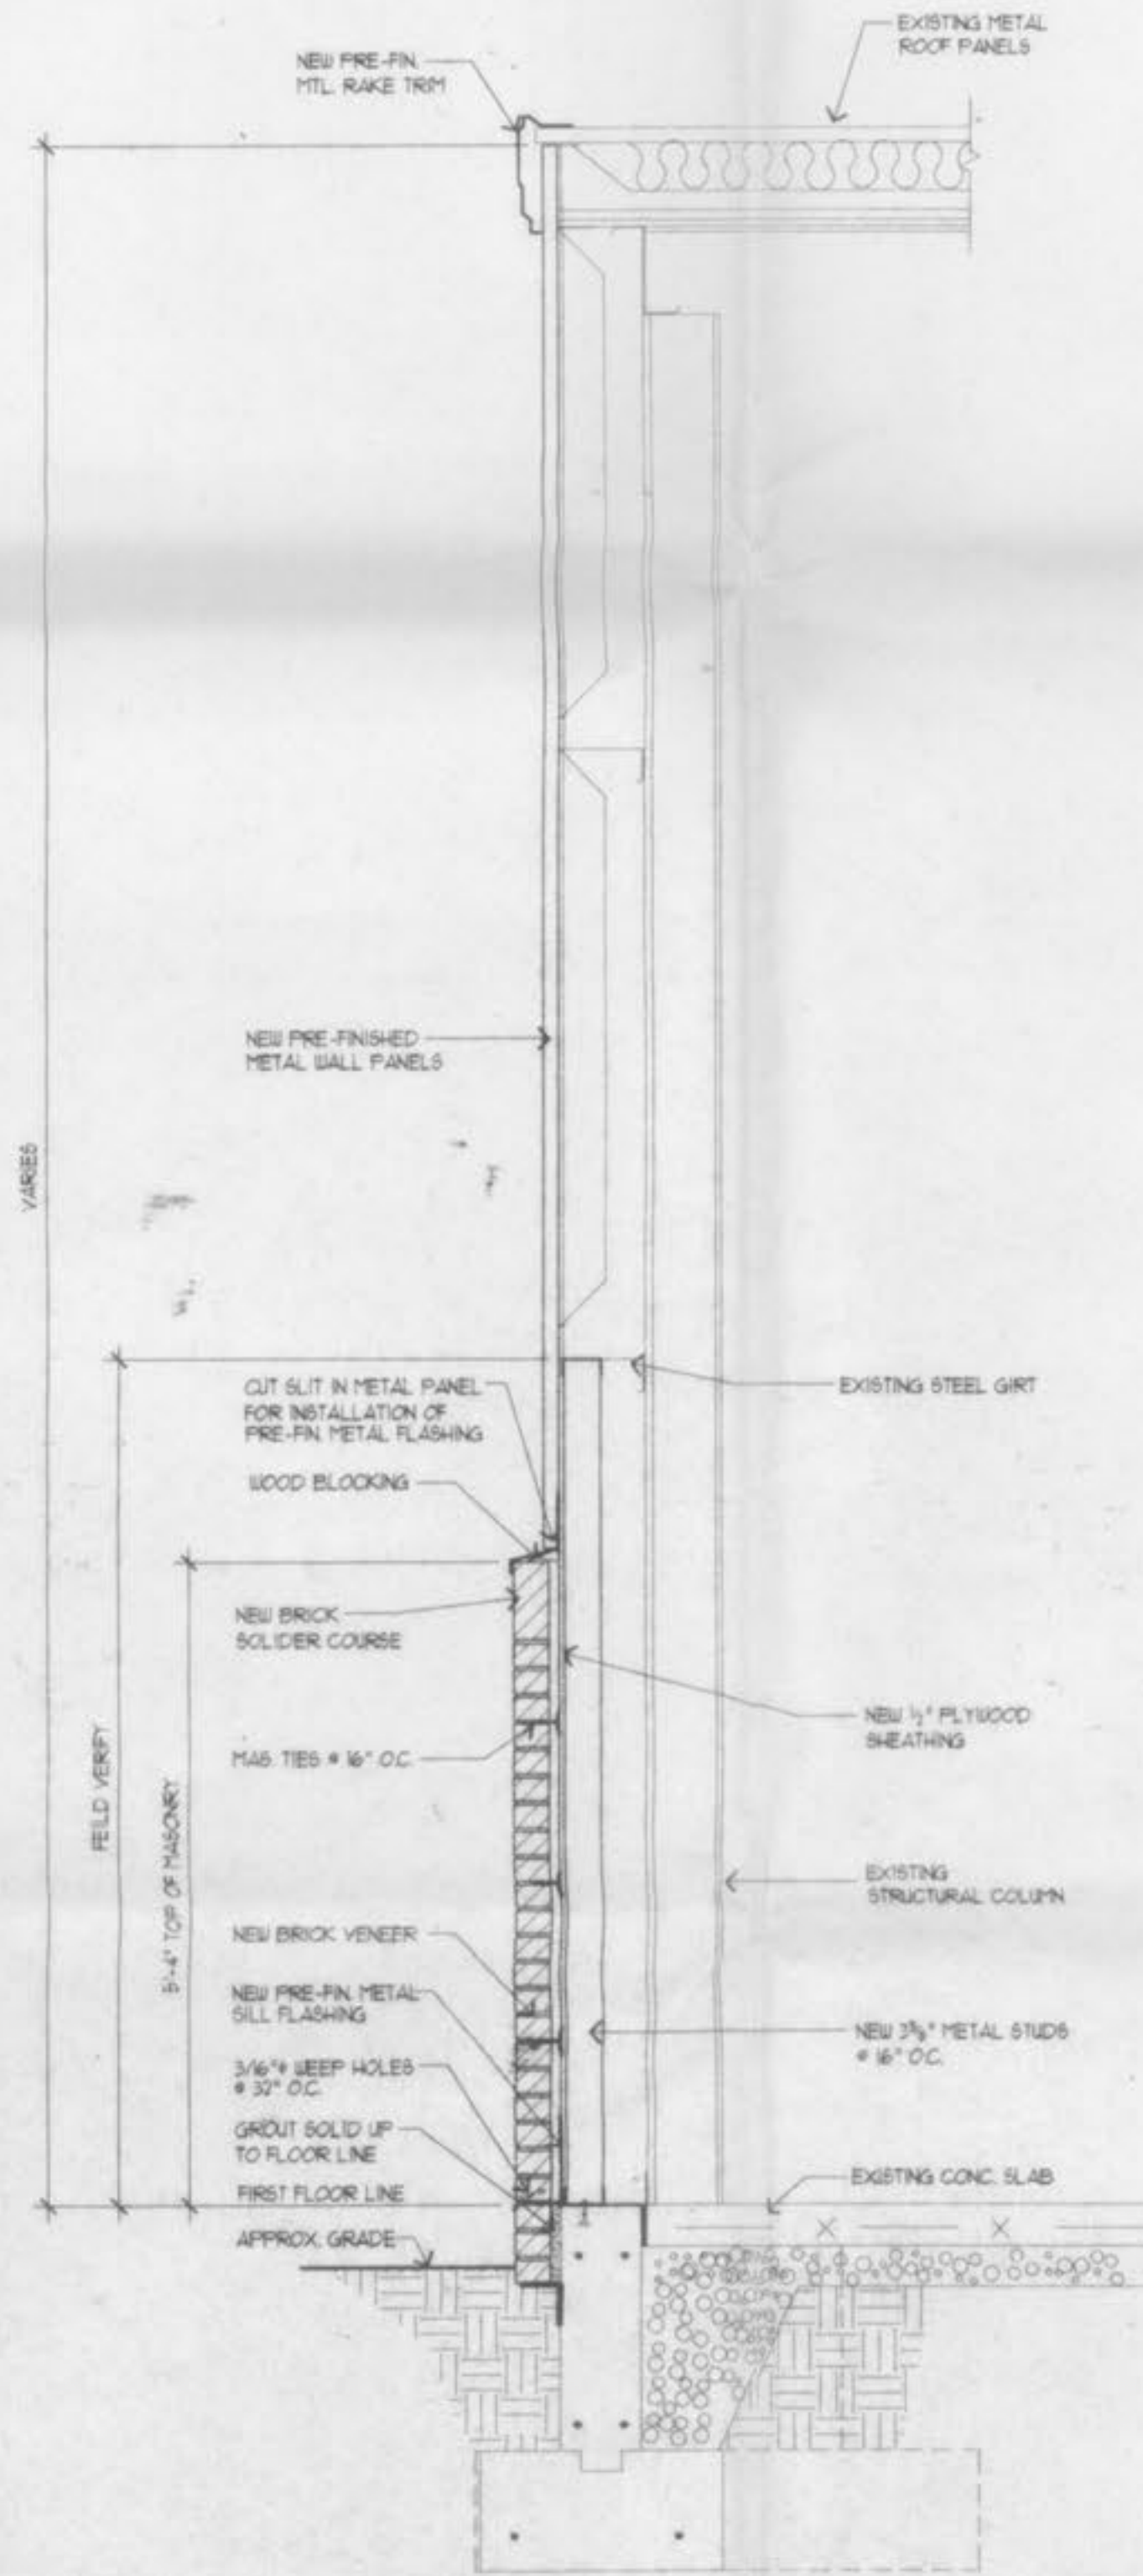 EXISTING METAL
ROOF PANELS
NEW PRE-FIN.
MTL. RAKE TRIM
NEW PRE-FINISHED
METAL WALL PANELS
VARIES
CUT SLIT IN METAL PANEL
FOR INSTALLATION OF
PRE-FIN. METAL FLASHING
EXISTING STEEL GIRT
WOOD BLOCKING
NEW BRICK
SOLIDER COURSE
NEW 1/2" PLYWOOD
SHEATHING
MAS. TIES @ 16" O.C.
FEILD VERIFY
5'-4" TOP OF MASONRY
EXISTING
STRUCTURAL COLUMN
NEW BRICK VENEER
NEW PRE-FIN. METAL
SILL FLASHING
NEW 3 5/8" METAL STUDS
@ 16" O.C.
3/16"ø WEEP HOLES
@ 32" O.C.
GROUT SOLID UP
TO FLOOR LINE
EXISTING CONC. SLAB
FIRST FLOOR LINE
APPROX. GRADE